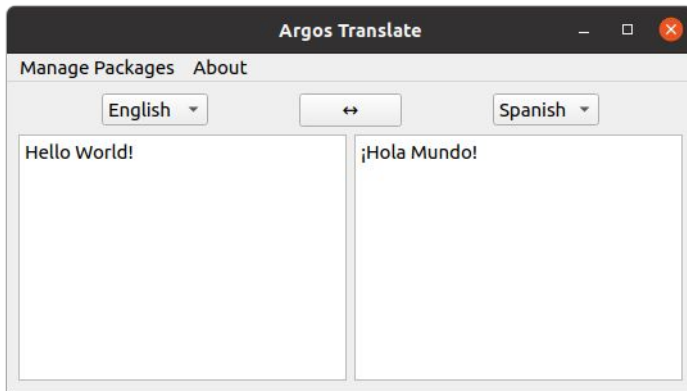 Argos Translate
Manage Packages About
English ↔ Spanish
Hello World!
¡Hola Mundo!